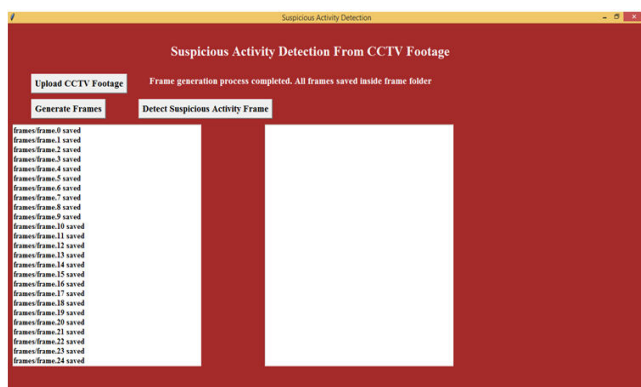 Suspicious Activity Detection
Suspicious Activity Detection From CCTV Footage
Upload CCTV Footage
Frame generation process completed. All frames saved inside frame folder
Generate Frames
Detect Suspicious Activity Frame
frames/frame.0 saved
frames/frame.1 saved
frames/frame.2 saved
frames/frame.3 saved
frames/frame.4 saved
frames/frame.5 saved
frames/frame.6 saved
frames/frame.7 saved
frames/frame.8 saved
frames/frame.9 saved
frames/frame.10 saved
frames/frame.11 saved
frames/frame.12 saved
frames/frame.13 saved
frames/frame.14 saved
frames/frame.15 saved
frames/frame.16 saved
frames/frame.17 saved
frames/frame.18 saved
frames/frame.19 saved
frames/frame.20 saved
frames/frame.21 saved
frames/frame.22 saved
frames/frame.23 saved
frames/frame.24 saved